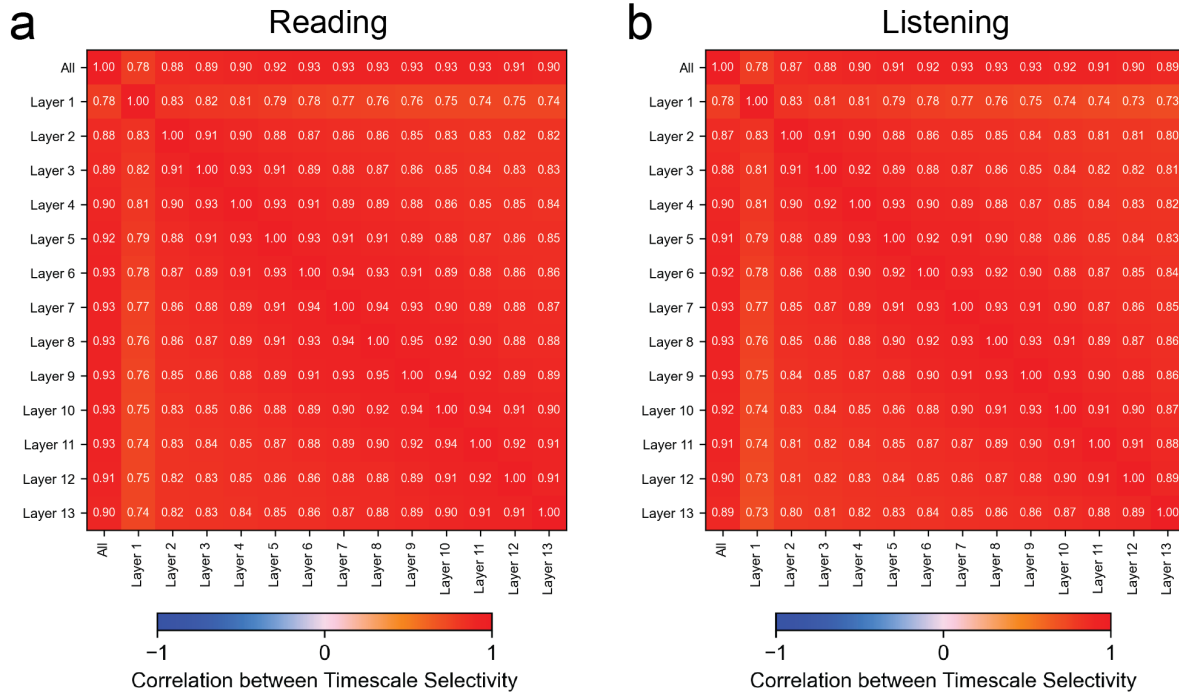 a Reading
All 1.00 0.78 0.88 0.89 0.90 0.92 0.93 0.93 0.93 0.93 0.93 0.93 0.91 0.90
Layer 1 0.78 1.00 0.83 0.82 0.81 0.79 0.78 0.77 0.76 0.76 0.75 0.74 0.75 0.74
Layer 2 0.88 0.83 1.00 0.91 0.90 0.88 0.87 0.86 0.86 0.85 0.83 0.83 0.82 0.82
Layer 3 0.89 0.82 0.91 1.00 0.93 0.91 0.89 0.88 0.87 0.86 0.85 0.84 0.83 0.83
Layer 4 0.90 0.81 0.90 0.93 1.00 0.93 0.91 0.89 0.89 0.88 0.86 0.85 0.85 0.84
Layer 5 0.92 0.79 0.88 0.91 0.93 1.00 0.93 0.91 0.91 0.89 0.88 0.87 0.86 0.85
Layer 6 0.93 0.78 0.87 0.89 0.91 0.93 1.00 0.94 0.93 0.91 0.89 0.88 0.86 0.86
Layer 7 0.93 0.77 0.86 0.88 0.89 0.91 0.94 1.00 0.94 0.93 0.90 0.89 0.88 0.87
Layer 8 0.93 0.76 0.86 0.87 0.89 0.91 0.93 0.94 1.00 0.95 0.92 0.90 0.88 0.88
Layer 9 0.93 0.76 0.85 0.86 0.88 0.89 0.91 0.93 0.95 1.00 0.94 0.92 0.89 0.89
Layer 10 0.93 0.75 0.83 0.85 0.86 0.88 0.89 0.90 0.92 0.94 1.00 0.94 0.91 0.90
Layer 11 0.93 0.74 0.83 0.84 0.85 0.87 0.88 0.89 0.90 0.92 0.94 1.00 0.92 0.91
Layer 12 0.91 0.75 0.82 0.83 0.85 0.86 0.86 0.88 0.88 0.89 0.91 0.92 1.00 0.91
Layer 13 0.90 0.74 0.82 0.83 0.84 0.85 0.86 0.87 0.88 0.89 0.90 0.91 0.91 1.00
All Layer 1 Layer 2 Layer 3 Layer 4 Layer 5 Layer 6 Layer 7 Layer 8 Layer 9 Layer 10 Layer 11 Layer 12 Layer 13
−1 0 1
Correlation between Timescale Selectivity
b Listening
All 1.00 0.78 0.87 0.88 0.90 0.91 0.92 0.93 0.93 0.93 0.92 0.91 0.90 0.89
Layer 1 0.78 1.00 0.83 0.81 0.81 0.79 0.78 0.77 0.76 0.75 0.74 0.74 0.73 0.73
Layer 2 0.87 0.83 1.00 0.91 0.90 0.88 0.86 0.85 0.85 0.84 0.83 0.81 0.81 0.80
Layer 3 0.88 0.81 0.91 1.00 0.92 0.89 0.88 0.87 0.86 0.85 0.84 0.82 0.82 0.81
Layer 4 0.90 0.81 0.90 0.92 1.00 0.93 0.90 0.89 0.88 0.87 0.85 0.84 0.83 0.82
Layer 5 0.91 0.79 0.88 0.89 0.93 1.00 0.92 0.91 0.90 0.88 0.86 0.85 0.84 0.83
Layer 6 0.92 0.78 0.86 0.88 0.90 0.92 1.00 0.93 0.92 0.90 0.88 0.87 0.85 0.84
Layer 7 0.93 0.77 0.85 0.87 0.89 0.91 0.93 1.00 0.93 0.91 0.90 0.87 0.86 0.85
Layer 8 0.93 0.76 0.85 0.86 0.88 0.90 0.92 0.93 1.00 0.93 0.91 0.89 0.87 0.86
Layer 9 0.93 0.75 0.84 0.85 0.87 0.88 0.90 0.91 0.93 1.00 0.93 0.90 0.88 0.86
Layer 10 0.92 0.74 0.83 0.84 0.85 0.86 0.88 0.90 0.91 0.93 1.00 0.91 0.90 0.87
Layer 11 0.91 0.74 0.81 0.82 0.84 0.85 0.87 0.87 0.89 0.90 0.91 1.00 0.91 0.88
Layer 12 0.90 0.73 0.81 0.82 0.83 0.84 0.85 0.86 0.87 0.88 0.90 0.91 1.00 0.89
Layer 13 0.89 0.73 0.80 0.81 0.82 0.83 0.84 0.85 0.86 0.86 0.87 0.88 0.89 1.00
All Layer 1 Layer 2 Layer 3 Layer 4 Layer 5 Layer 6 Layer 7 Layer 8 Layer 9 Layer 10 Layer 11 Layer 12 Layer 13
−1 0 1
Correlation between Timescale Selectivity